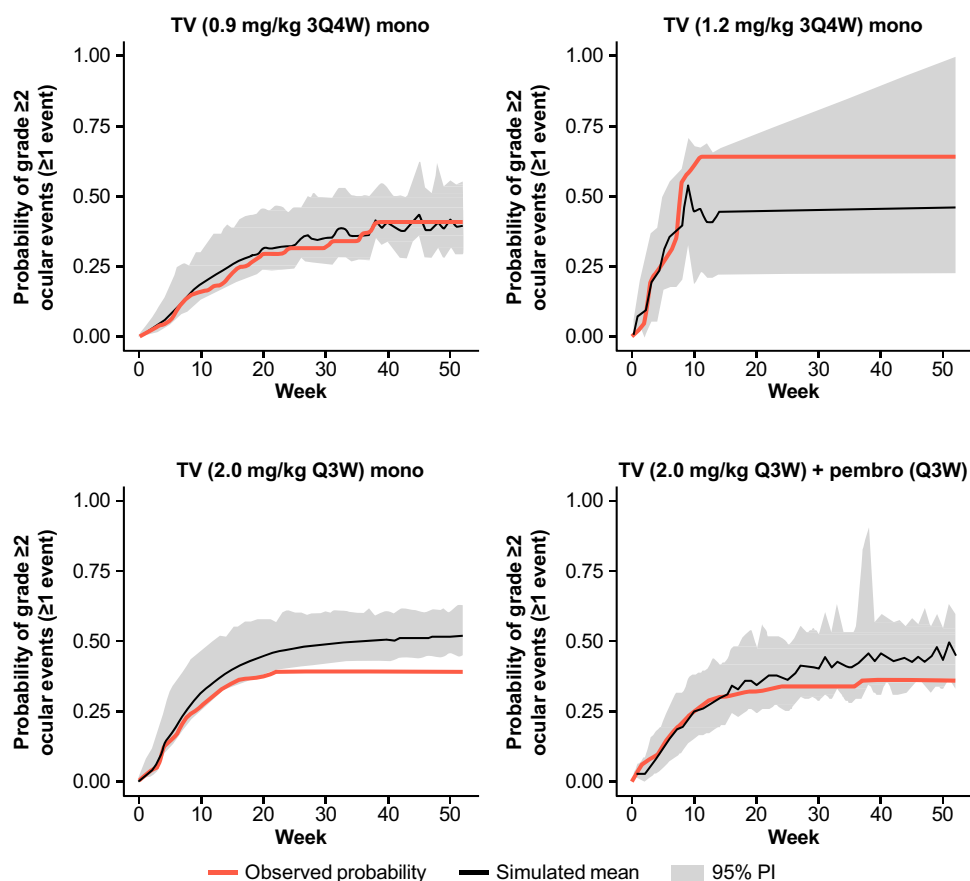 TV (0.9 mg/kg 3Q4W) mono
Probability of grade ≥2
ocular events (≥1 event)
1.00
0.75
0.50
0.25
0.00
0 10 20 30 40 50
Week
TV (1.2 mg/kg 3Q4W) mono
Probability of grade ≥2
ocular events (≥1 event)
1.00
0.75
0.50
0.25
0.00
0 10 20 30 40 50
Week
TV (2.0 mg/kg Q3W) mono
Probability of grade ≥2
ocular events (≥1 event)
1.00
0.75
0.50
0.25
0.00
0 10 20 30 40 50
Week
TV (2.0 mg/kg Q3W) + pembro (Q3W)
Probability of grade ≥2
ocular events (≥1 event)
1.00
0.75
0.50
0.25
0.00
0 10 20 30 40 50
Week
Observed probability Simulated mean 95% PI